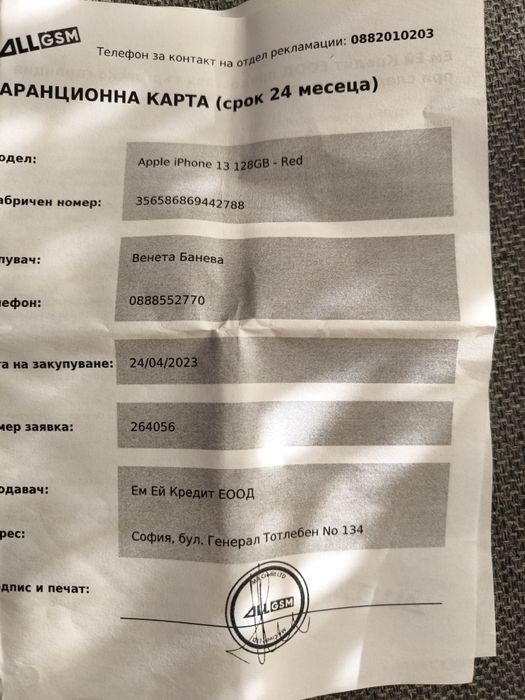 ALLGSM
Телефон за контакт на отдел рекламации: 0882010203
АРАНЦИОННА КАРТА (срок 24 месеца)
одел: Apple iPhone 13 128GB - Red
абричен номер: 356586869442788
пувач: Венета Банева
ефон: 0888552770
та на закупуване: 24/04/2023
мер заявка: 264056
одавач: Ем Ей Кредит ЕООД
рес: София, бул. Генерал Тотлебен No 134
дпис и печат:
ALLGSM